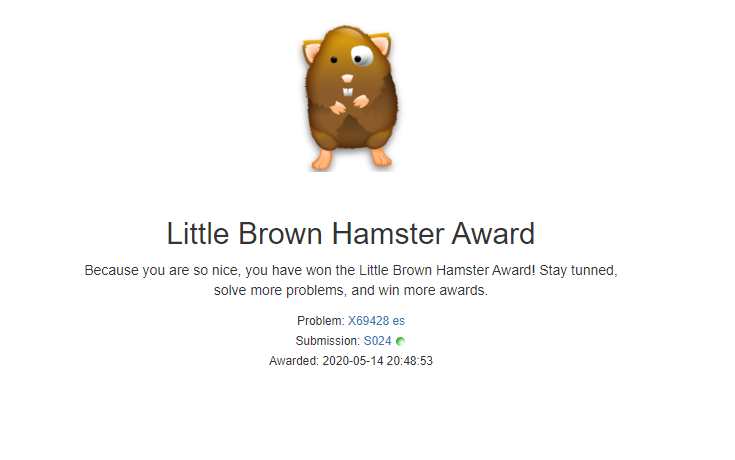 Little Brown Hamster Award
Because you are so nice, you have won the Little Brown Hamster Award! Stay tunned,
solve more problems, and win more awards.
Problem: X69428 es
Submission: S024
Awarded: 2020-05-14 20:48:53